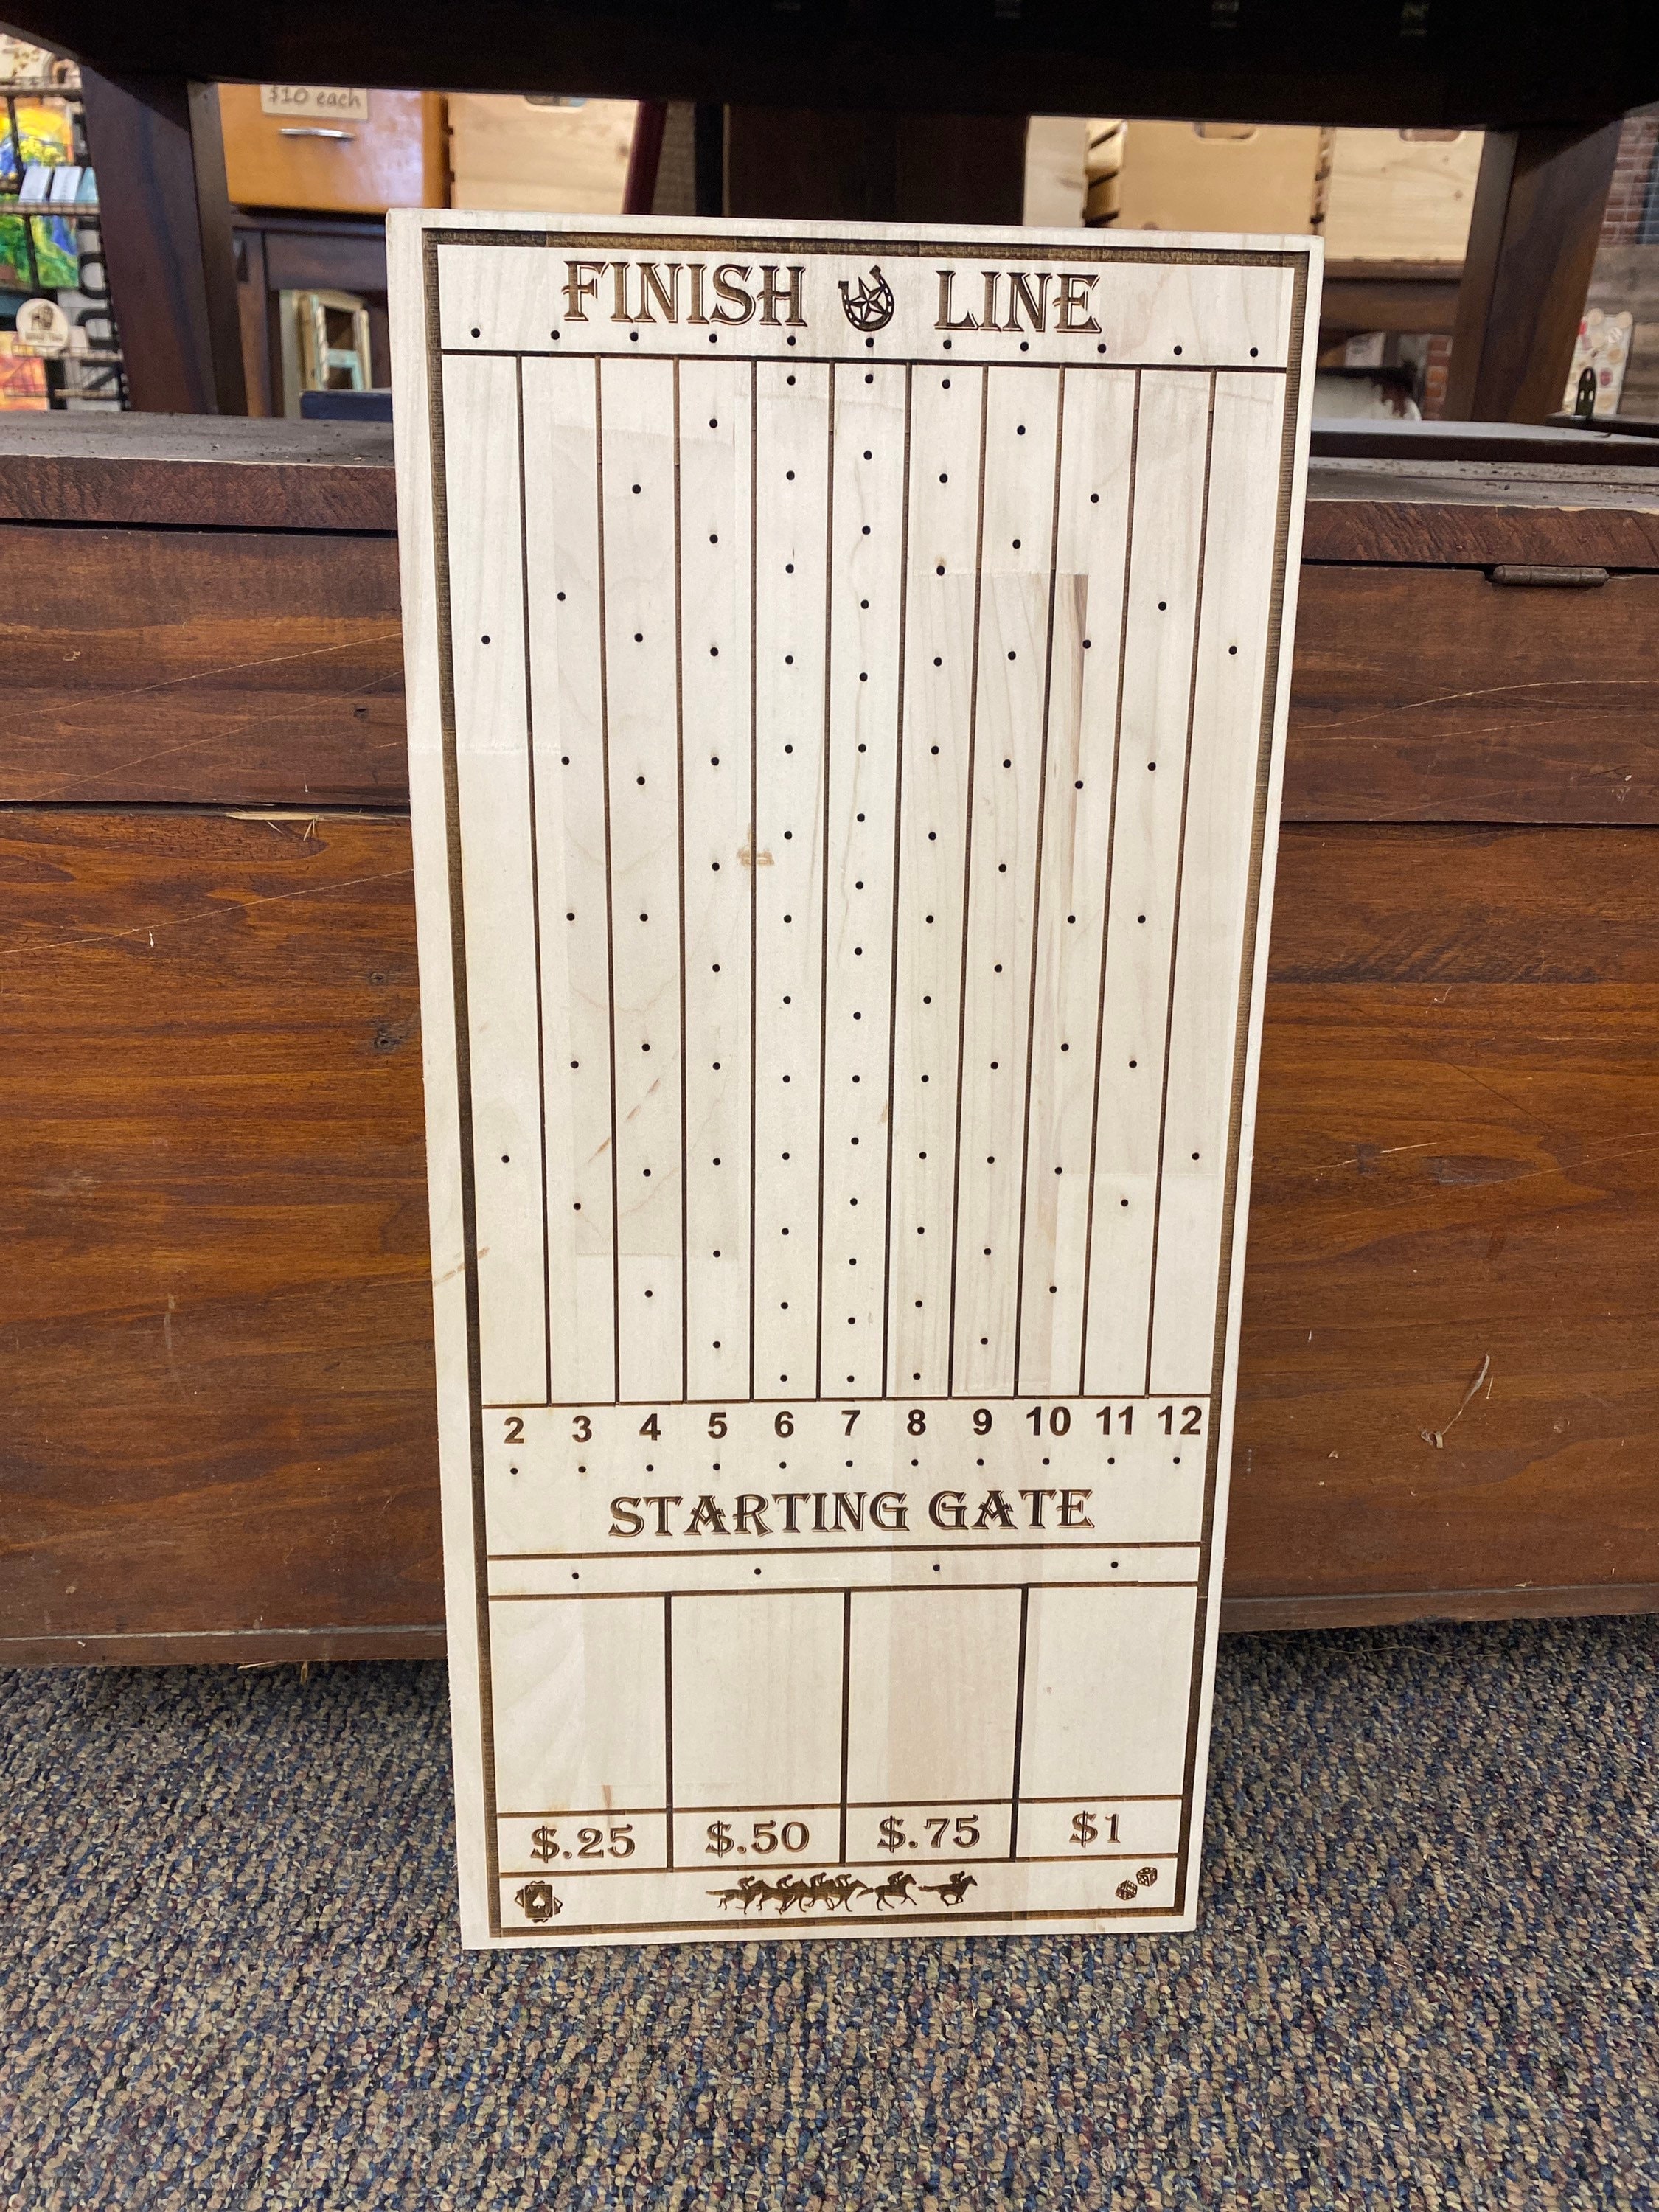 $10 each
FINISH LINE
2 3 4 5 6 7 8 9 10 11 12
STARTING GATE
$.25 $.50 $.75 $1